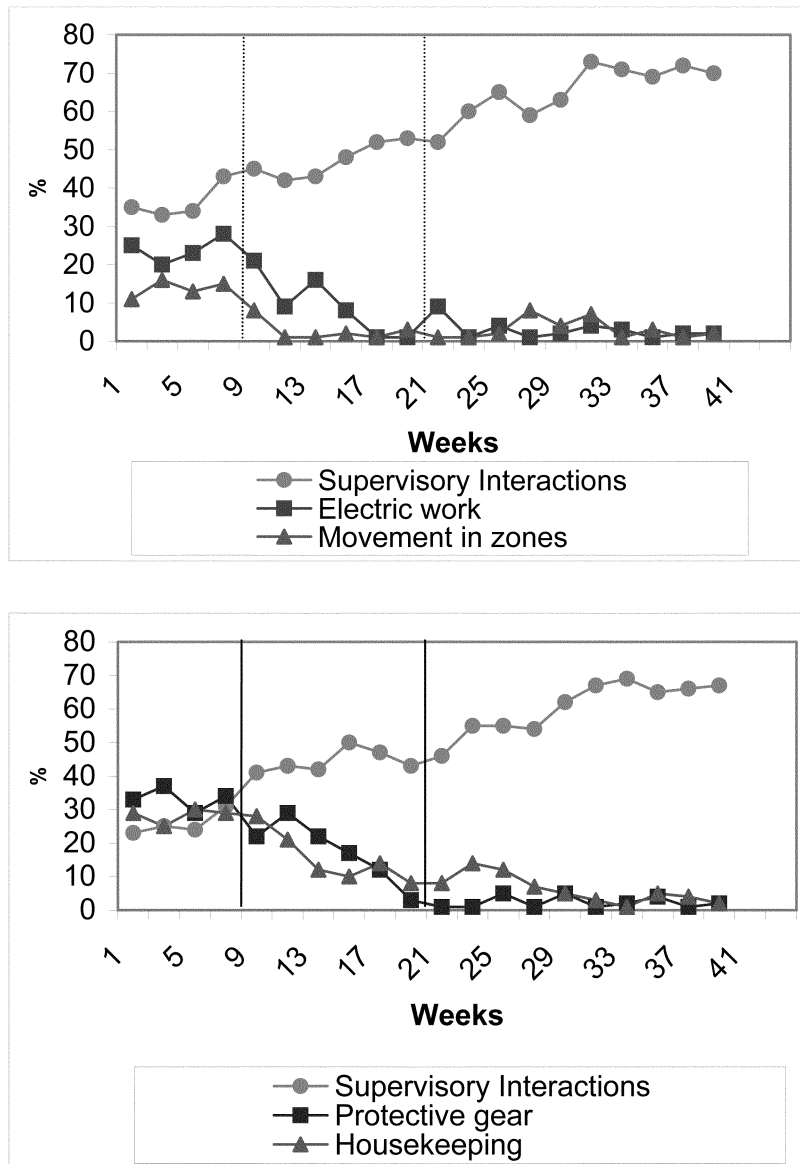 80
70
60
50
40
30
20
10
0
%
1 5 9 13 17 21 25 29 33 37 41
Weeks
Supervisory Interactions
Electric work
Movement in zones
80
70
60
50
40
30
20
10
0
%
1 5 9 13 17 21 25 29 33 37 41
Weeks
Supervisory Interactions
Protective gear
Housekeeping